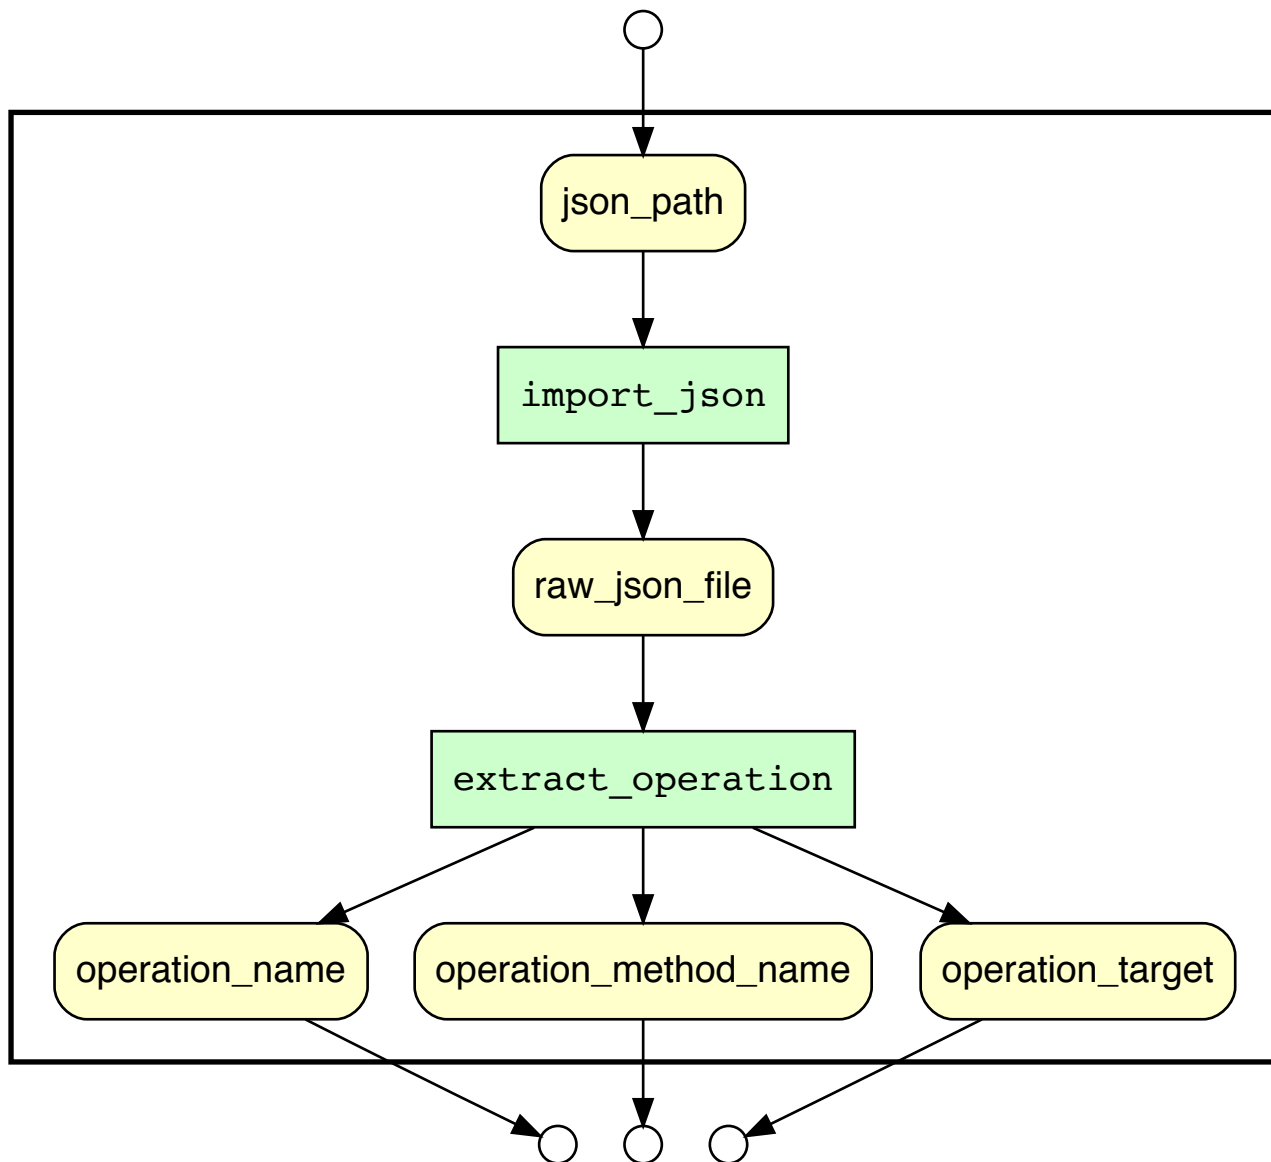 json_path
import_json
raw_json_file
extract_operation
operation_name
operation_method_name
operation_target